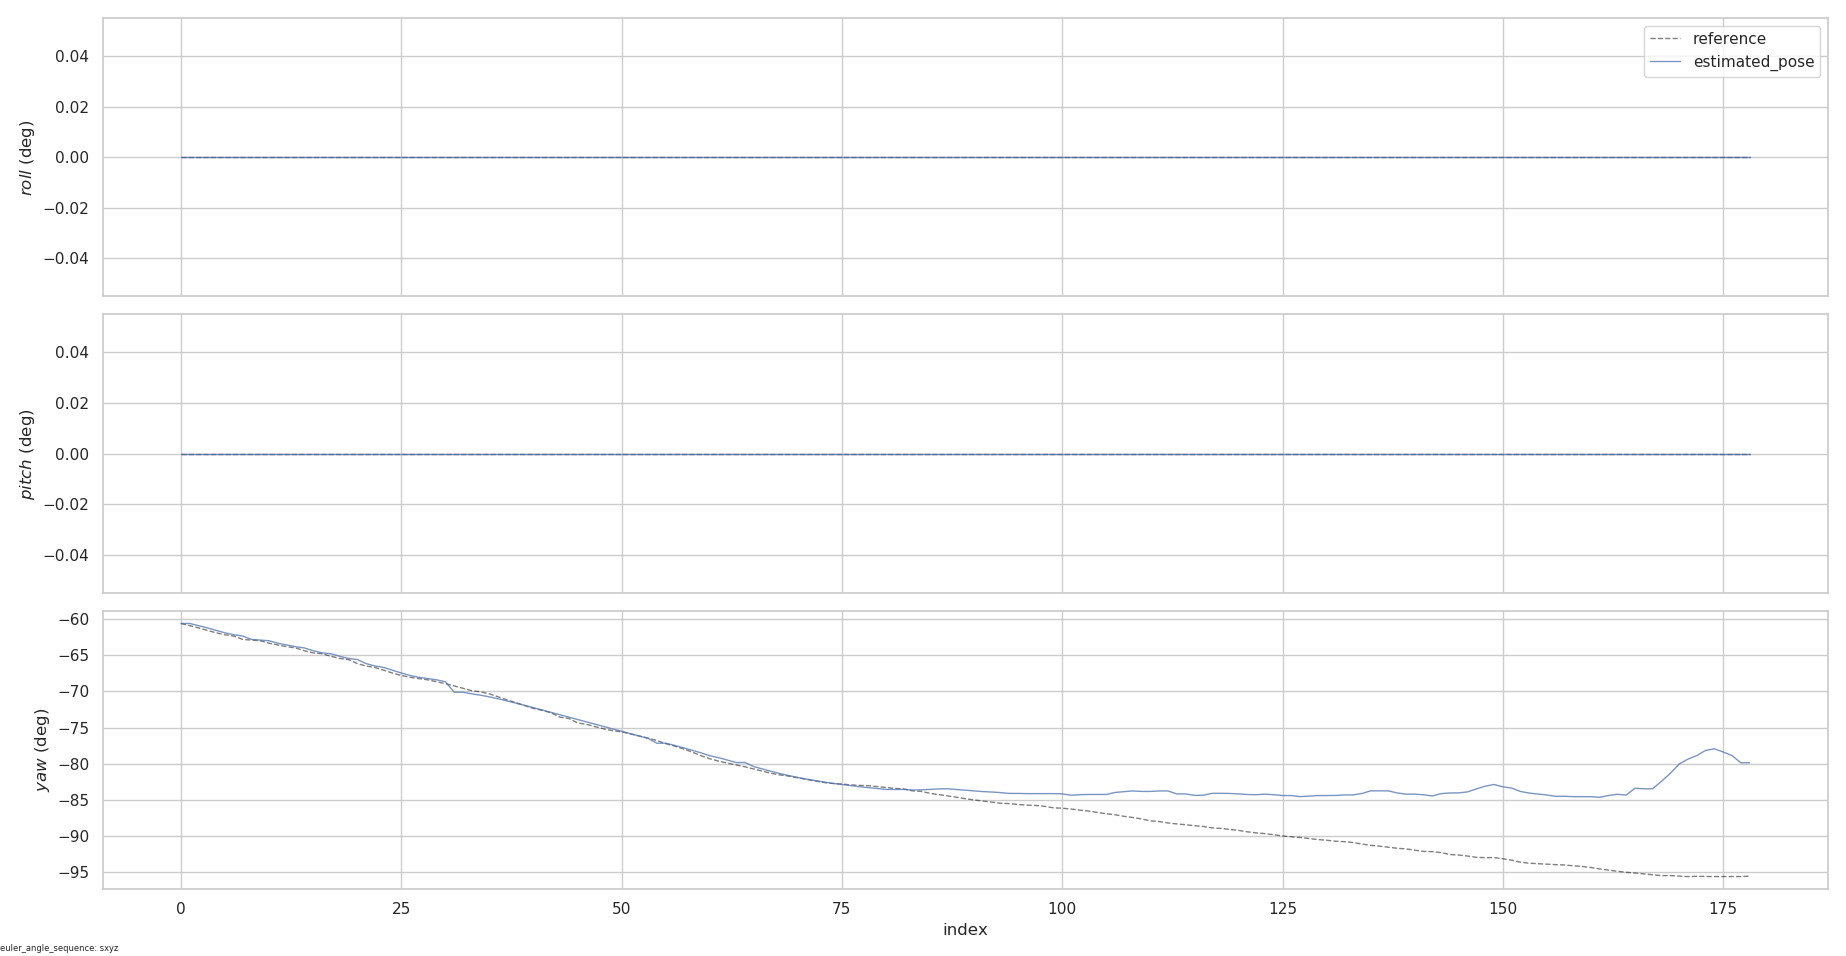 0.04
0.02
0.00
−0.02
−0.04
roll (deg)
reference
estimated_pose
0.04
0.02
0.00
−0.02
−0.04
pitch (deg)
−60
−65
−70
−75
−80
−85
−90
−95
yaw (deg)
0 25 50 75 100 125 150 175
index
euler_angle_sequence: sxyz